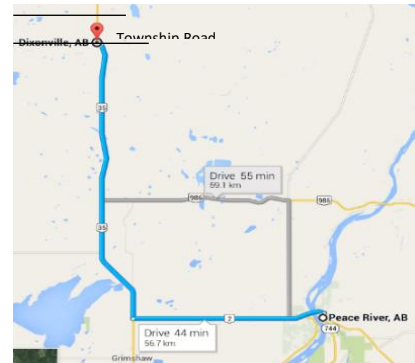 Township Road
Dixonville, AB
35
Drive 55 min
59.1 km
986
986
35
2
Peace River, AB
744
Drive 44 min
56.7 km
Grimshaw